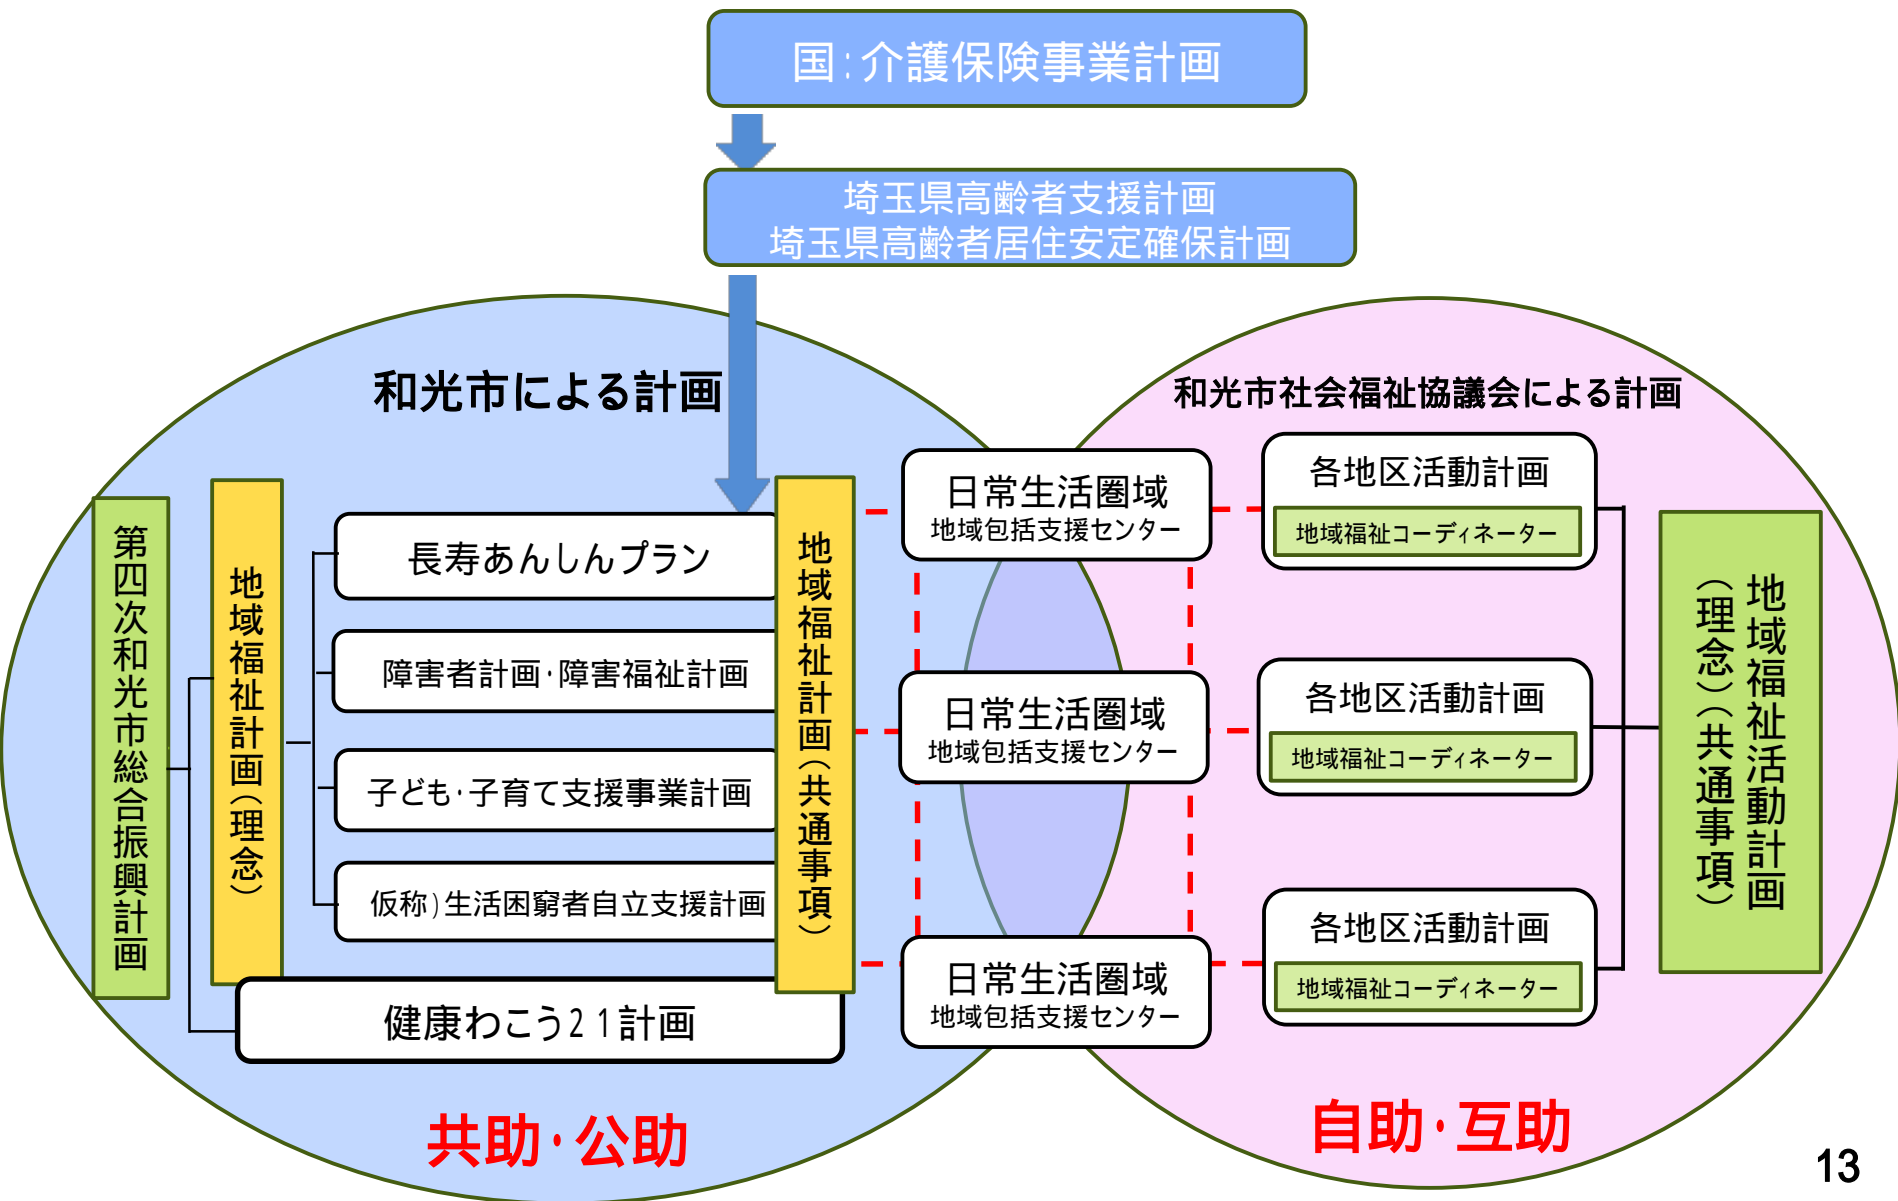 国:介護保険事業計画
埼玉県高齢者支援計画
埼玉県高齢者居住安定確保計画
和光市による計画
和光市社会福祉協議会による計画
第四次和光市総合振興計画
地域福祉計画(理念)
長寿あんしんプラン
障害者計画・障害福祉計画
子ども・子育て支援事業計画
仮称)生活困窮者自立支援計画
健康わこう21計画
地域福祉計画(共通事項)
日常生活圏域
地域包括支援センター
日常生活圏域
地域包括支援センター
日常生活圏域
地域包括支援センター
各地区活動計画
地域福祉コーディネーター
各地区活動計画
地域福祉コーディネーター
各地区活動計画
地域福祉コーディネーター
地域福祉活動計画
(理念)(共通事項)
共助・公助
自助・互助
13